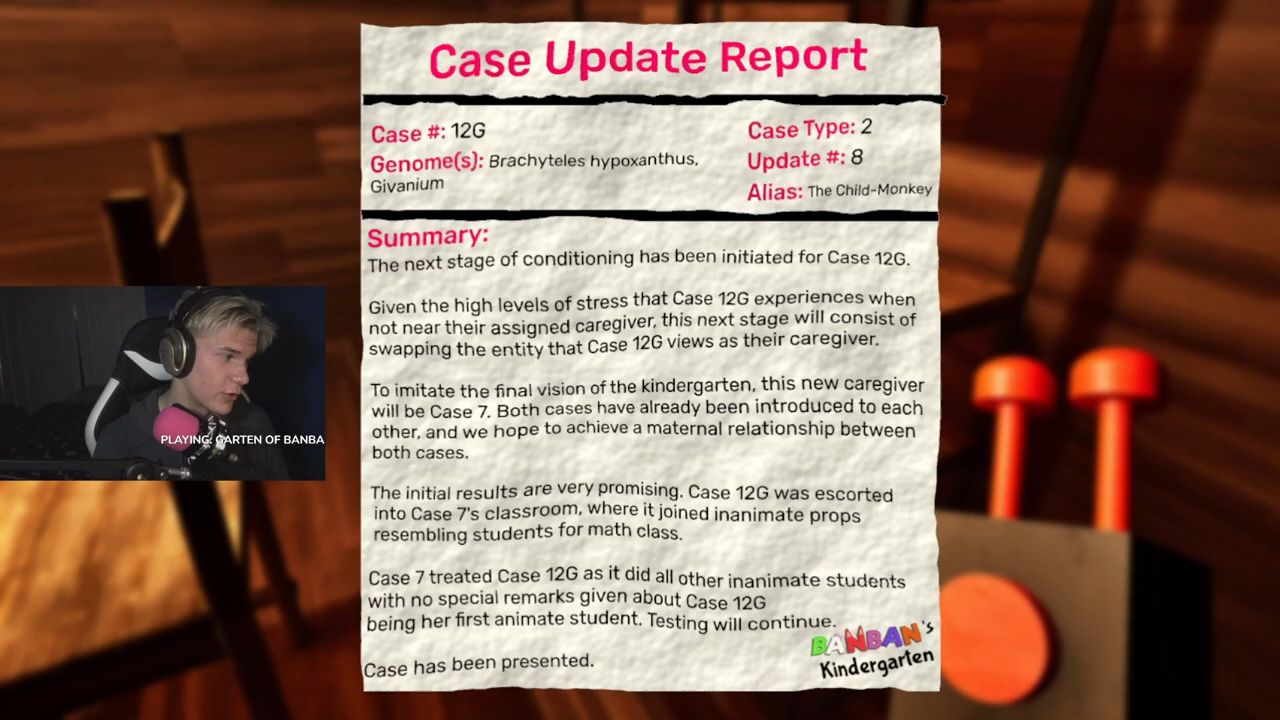 Case Update Report
Case #: 12G
Genome(s): Brachyteles hypoxanthus,
Givanium
Case Type: 2
Update #: 8
Alias: The Child-Monkey
Summary:
The next stage of conditioning has been initiated for Case 12G.
Given the high levels of stress that Case 12G experiences when
not near their assigned caregiver, this next stage will consist of
swapping the entity that Case 12G views as their caregiver.
To imitate the final vision of the kindergarten, this new caregiver
will be Case 7. Both cases have already been introduced to each
other, and we hope to achieve a maternal relationship between
both cases.
The initial results are very promising. Case 12G was escorted
into Case 7's classroom, where it joined inanimate props
resembling students for math class.
Case 7 treated Case 12G as it did all other inanimate students
with no special remarks given about Case 12G
being her first animate student. Testing will continue.
Case has been presented.
BANBAN's
Kindergarten
PLAYING: GARTEN OF BANBA